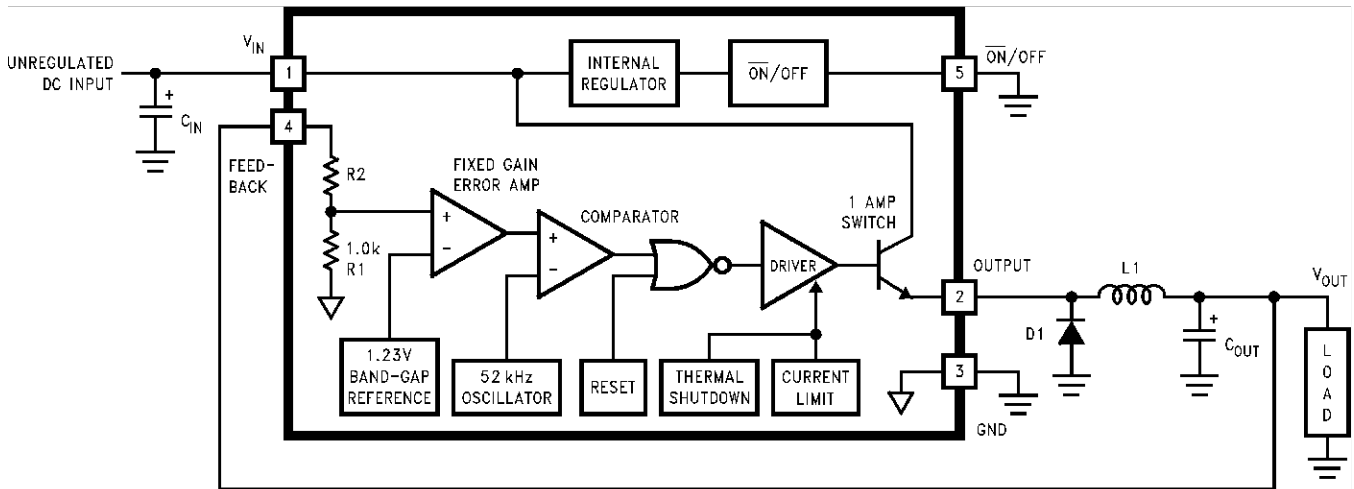 V_IN
UNREGULATED
DC INPUT
+
C_IN
1
4
FEED-
BACK
R2
1.0k
R1
FIXED GAIN
ERROR AMP
+
−
COMPARATOR
+
−
INTERNAL
REGULATOR
ON/OFF
5
ON/OFF
1 AMP
SWITCH
DRIVER
OUTPUT
2
L1
V_OUT
D1
+
C_OUT
LOAD
1.23V
BAND-GAP
REFERENCE
52 kHz
OSCILLATOR
RESET
THERMAL
SHUTDOWN
CURRENT
LIMIT
3
GND